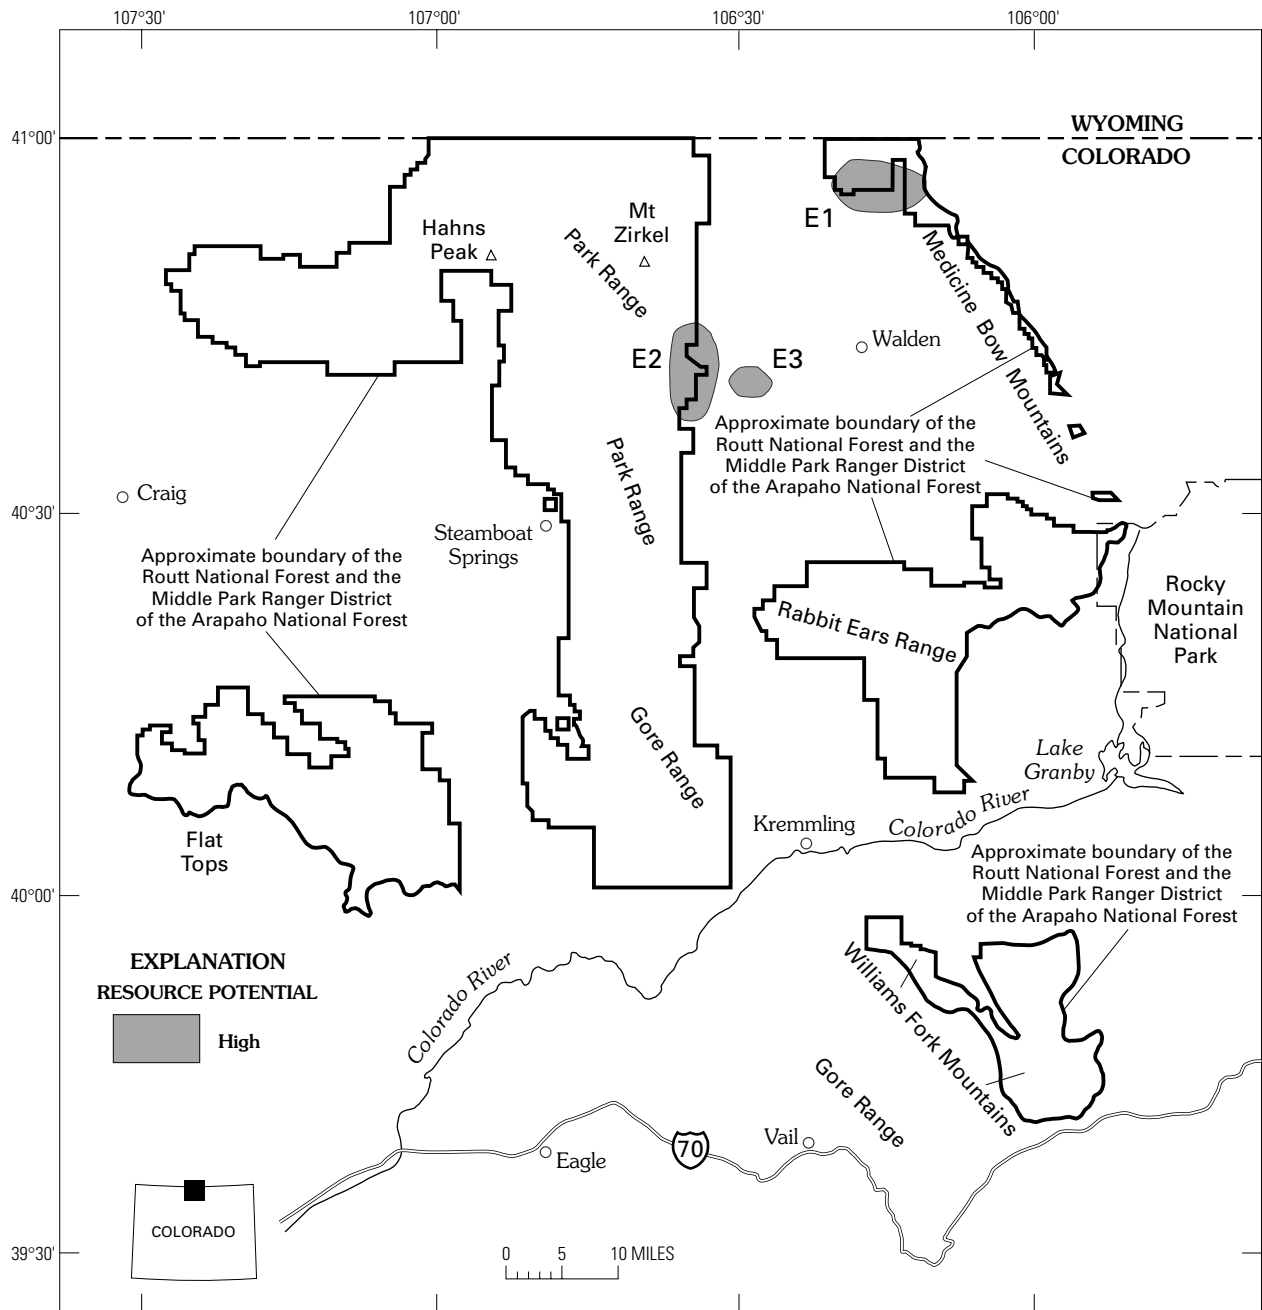 107°30'
107°00'
106°30'
106°00'
41°00'
WYOMING
COLORADO
E1
Mt
Zirkel
Hahns
Peak
Park Range
Medicine Bow Mountains
Walden
E2
E3
Approximate boundary of the
Routt National Forest and the
Middle Park Ranger District
of the Arapaho National Forest
Park Range
Craig
40°30'
Steamboat
Springs
Approximate boundary of the
Routt National Forest and the
Middle Park Ranger District
of the Arapaho National Forest
Rocky
Mountain
National
Park
Rabbit Ears Range
Gore Range
Lake
Granby
Colorado River
Kremmling
Flat
Tops
Approximate boundary of the
Routt National Forest and the
Middle Park Ranger District
of the Arapaho National Forest
40°00'
EXPLANATION
RESOURCE POTENTIAL
High
Colorado River
Williams Fork Mountains
Gore Range
Vail
70
Eagle
COLORADO
39°30'
0 5 10 MILES